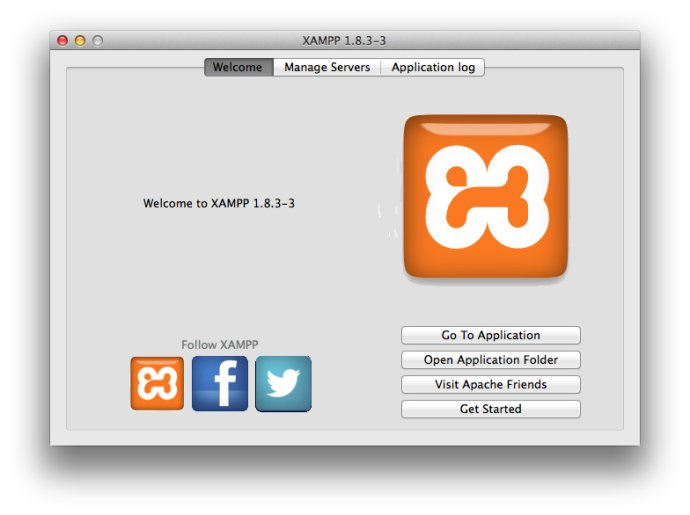 XAMPP 1.8.3-3
Welcome Manage Servers Application log
Welcome to XAMPP 1.8.3-3
Follow XAMPP
Go To Application
Open Application Folder
Visit Apache Friends
Get Started